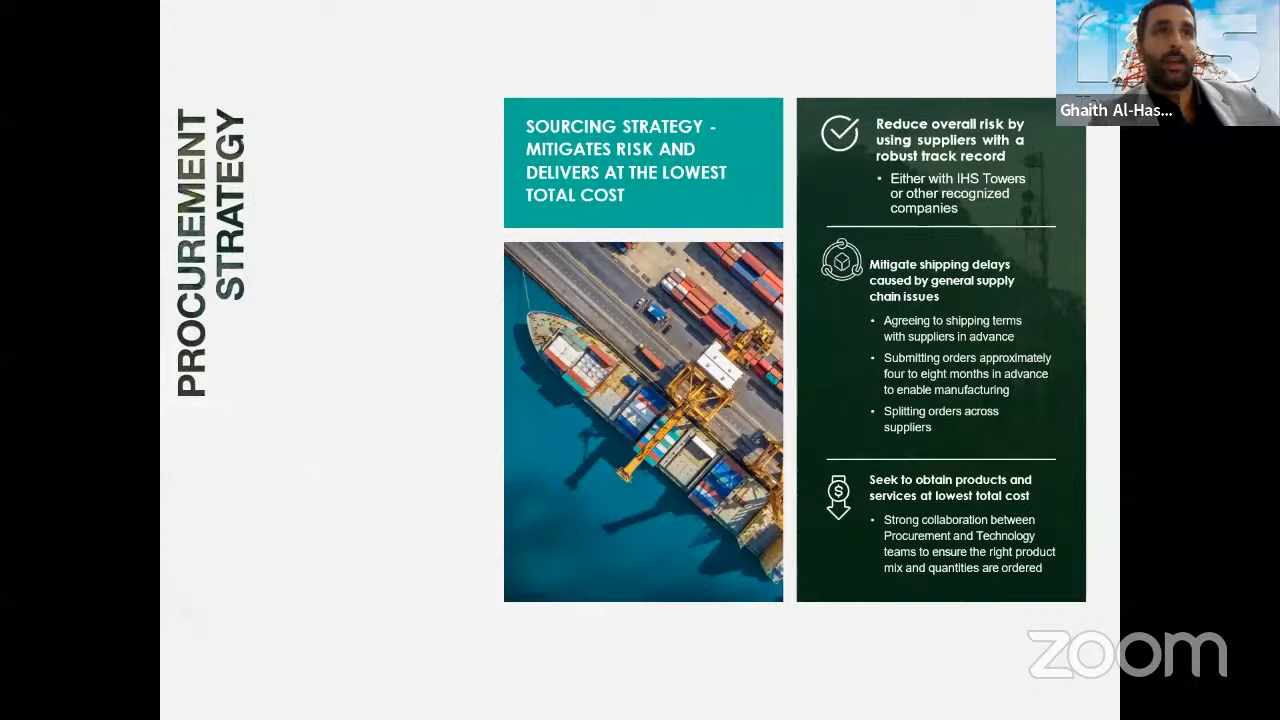 PROCUREMENT
STRATEGY
SOURCING STRATEGY -
MITIGATES RISK AND
DELIVERS AT THE LOWEST
TOTAL COST
Reduce overall risk by
using suppliers with a
robust track record
• Either with IHS Towers
or other recognized
companies
Mitigate shipping delays
caused by general supply
chain issues
• Agreeing to shipping terms
with suppliers in advance
• Submitting orders approximately
four to eight months in advance
to enable manufacturing
• Splitting orders across
suppliers
$
Seek to obtain products and
services at lowest total cost
• Strong collaboration between
Procurement and Technology
teams to ensure the right product
mix and quantities are ordered
Ghaith Al-Has...
zoom